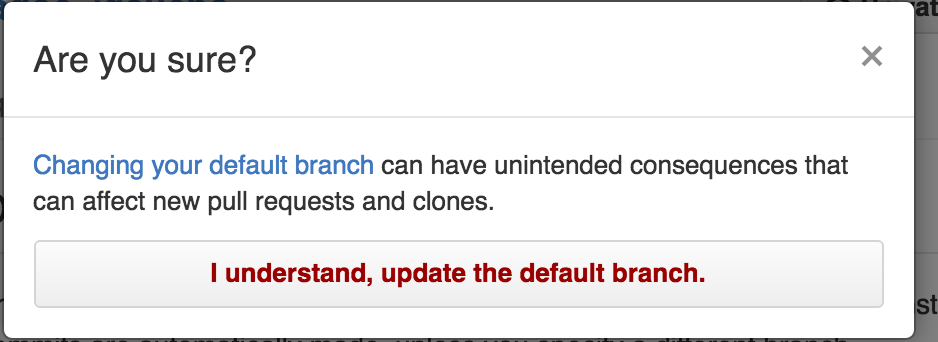 Are you sure?
×
Changing your default branch can have unintended consequences that
can affect new pull requests and clones.
I understand, update the default branch.
st